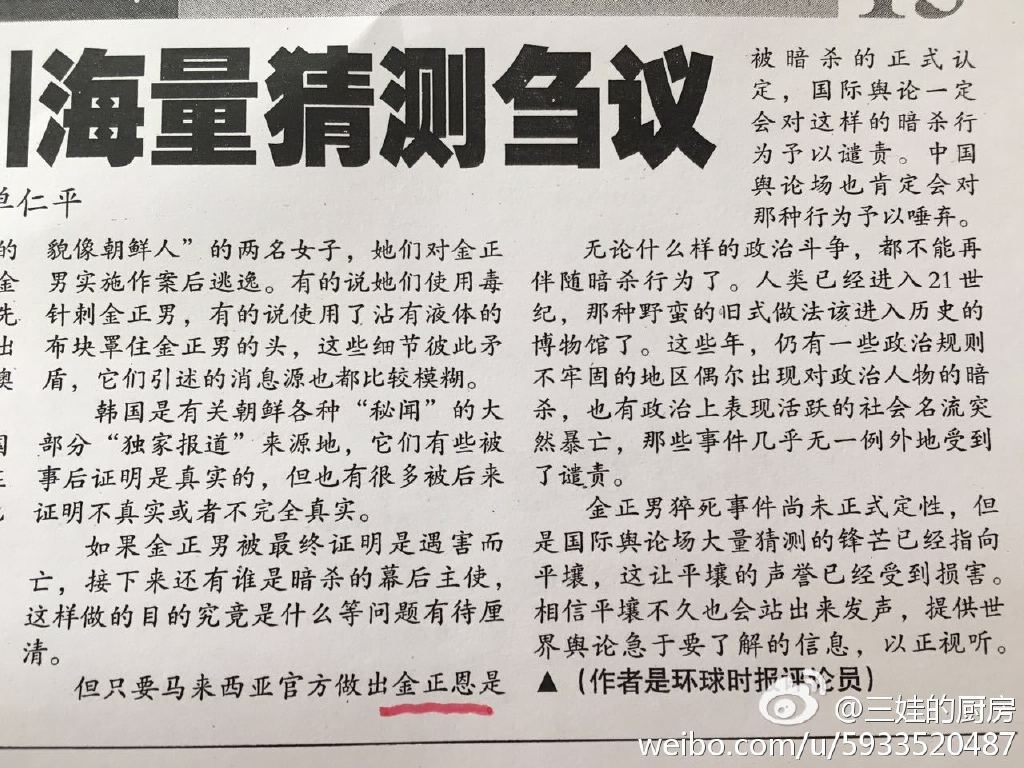 海量猜测刍议
单仁平
的
金
先
出
澳
貌像朝鲜人”的两名女子，她们对金正
男实施作案后逃逸。有的说她们使用毒
针刺金正男，有的说使用了沾有液体的
布块罩住金正男的头，这些细节彼此矛
盾，它们引述的消息源也都比较模糊。
韩国是有关朝鲜各种“秘闻”的大
部分“独家报道”来源地，它们有些被
事后证明是真实的，但也有很多被后来
证明不真实或者不完全真实。
如果金正男被最终证明是遇害而
亡，接下来还有谁是暗杀的幕后主使，
这样做的目的究竟是什么等问题有待厘
清。
但只要马来西亚官方做出金正恩是
被暗杀的正式认
定，国际舆论一定
会对这样的暗杀行
为予以谴责。中国
舆论场也肯定会对
那种行为予以唾弃。
无论什么样的政治斗争，都不能再
伴随暗杀行为了。人类已经进入21世
纪，那种野蛮的旧式做法该进入历史的
博物馆了。这些年，仍有一些政治规则
不牢固的地区偶尔出现对政治人物的暗
杀，也有政治上表现活跃的社会名流突
然暴亡，那些事件几乎无一例外地受到
了谴责。
金正男猝死事件尚未正式定性，但
是国际舆论场大量猜测的锋芒已经指向
平壤，这让平壤的声誉已经受到损害。
相信平壤不久也会站出来发声，提供世
界舆论急于要了解的信息，以正视听。
▲（作者是环球时报评论员）
@三娃的厨房
weibo.com/u/5933520487